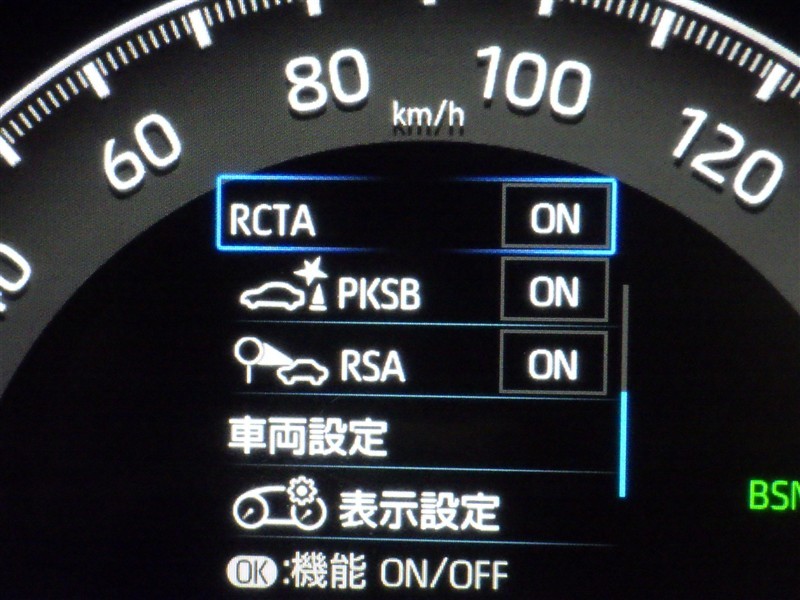 80
100
km/h
60
120
RCTA ON
PKSB ON
RSA ON
車両設定
BSM
表示設定
OK:機能 ON/OFF